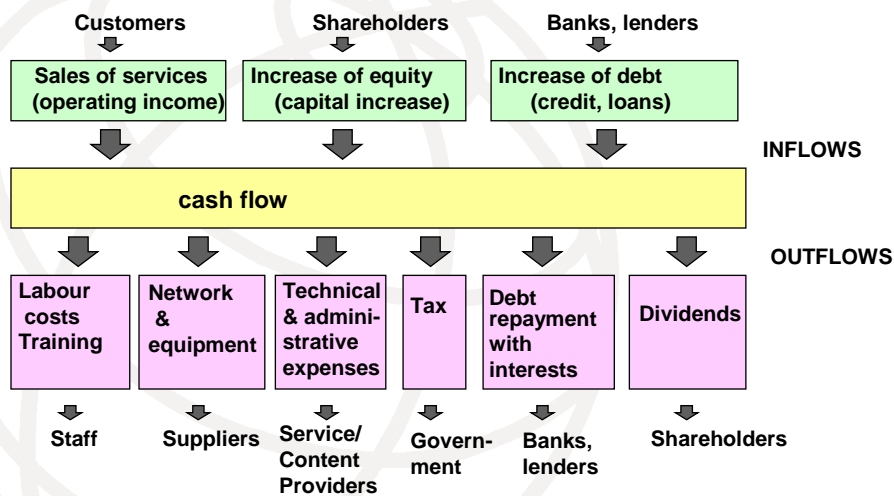 Customers
Shareholders
Banks, lenders
Sales of services
(operating income)
Increase of equity
(capital increase)
Increase of debt
(credit, loans)
INFLOWS
cash flow
OUTFLOWS
Labour
costs
Training
Network
&
equipment
Technical
& admini-
strative
expenses
Tax
Debt
repayment
with
interests
Dividends
Staff
Suppliers
Service/
Content
Providers
Govern-
ment
Banks,
lenders
Shareholders